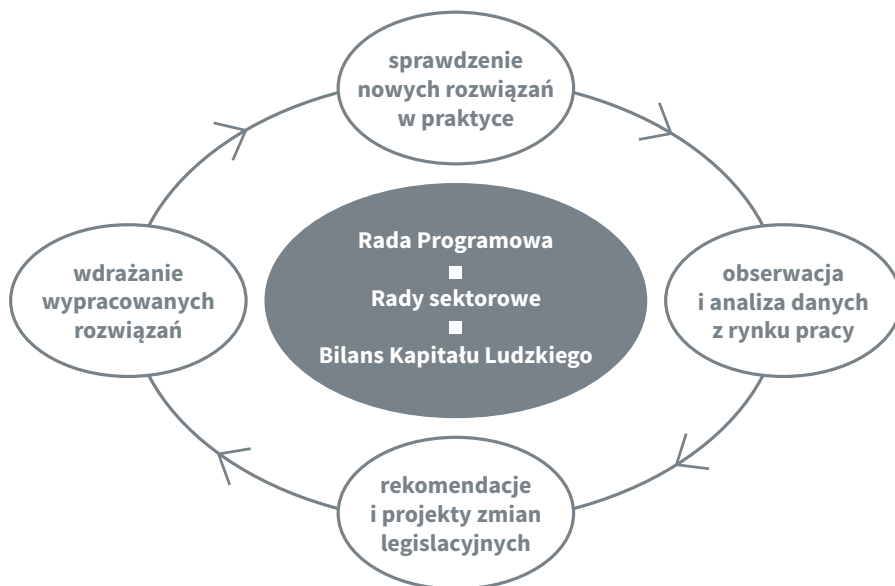 sprawdzenie
nowych rozwiązań
w praktyce
Rada Programowa
Rady sektorowe
Bilans Kapitału Ludzkiego
wdrażanie
wypracowanych
rozwiązań
obserwacja
i analiza danych
z rynku pracy
rekomendacje
i projekty zmian
legislacyjnych